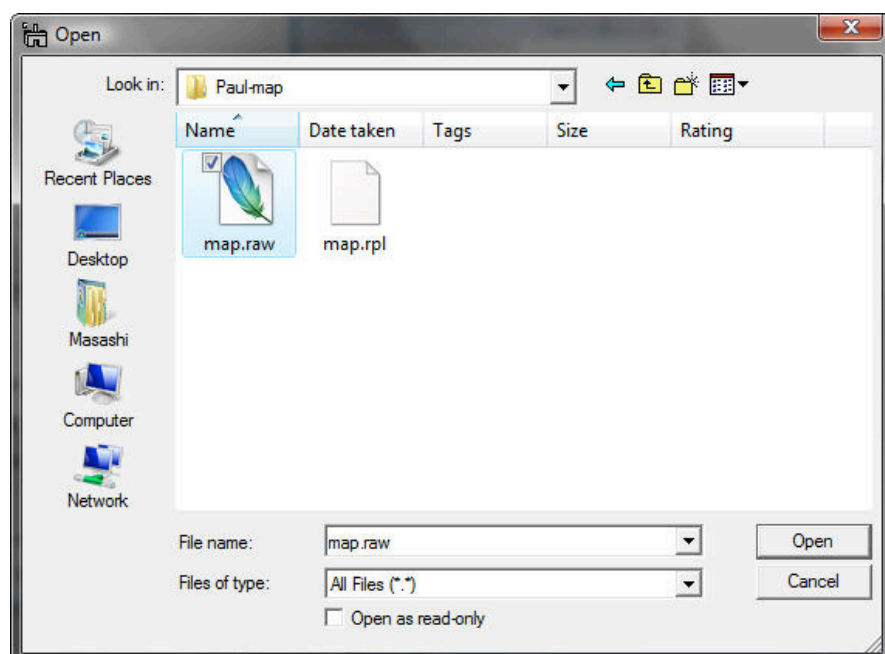 Open
Look in: Paul-map
Name Date taken Tags Size Rating
Recent Places
Desktop
Masashi
Computer
Network
map.raw map.rpl
File name: map.raw Open
Files of type: All Files (*.*) Cancel
Open as read-only